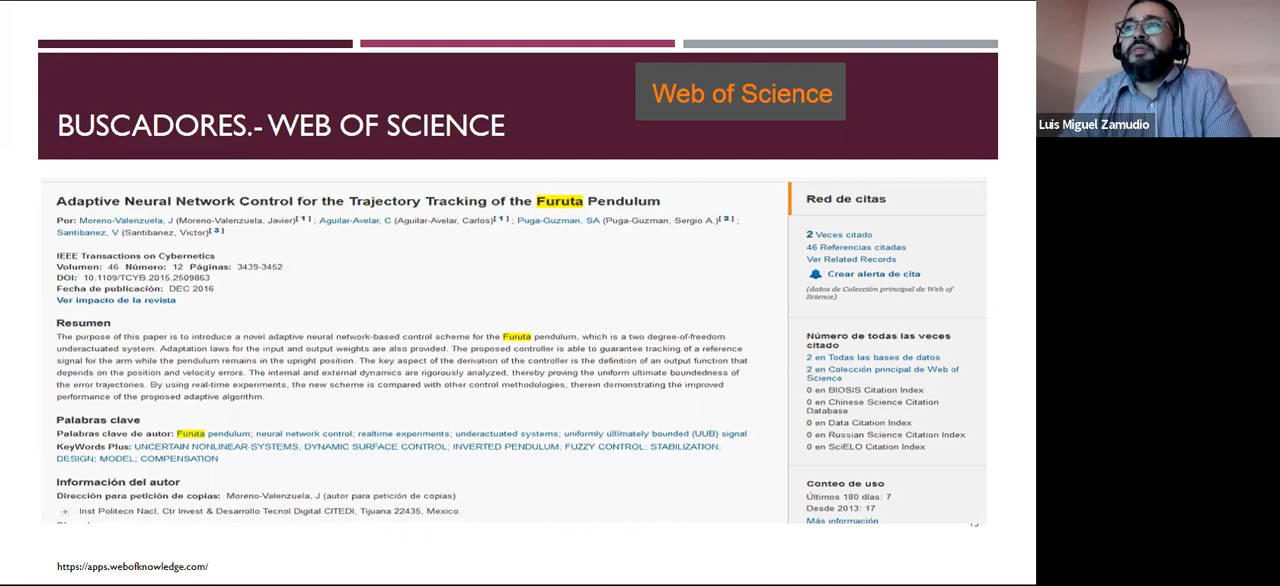 Web of Science
BUSCADORES.- WEB OF SCIENCE
Luis Miguel Zamudio
Adaptive Neural Network Control for the Trajectory Tracking of the Furuta Pendulum
Por: Moreno-Valenzuela, J (Moreno-Valenzuela, Javier)[ 1 ] ; Aguilar-Avelar, C (Aguilar-Avelar, Carlos)[ 1 ] ; Puga-Guzman, SA (Puga-Guzman, Sergio A.)[ 2 ] ;
Santibanez, V (Santibanez, Victor)[ 3 ]
IEEE Transactions on Cybernetics
Volumen: 46 Número: 12 Páginas: 3439-3452
DOI: 10.1109/TCYB.2015.2509863
Fecha de publicación: DEC 2016
Ver impacto de la revista
Resumen
The purpose of this paper is to introduce a novel adaptive neural network-based control scheme for the Furuta pendulum, which is a two degree-of-freedom
underactuated system. Adaptation laws for the input and output weights are also provided. The proposed controller is able to guarantee tracking of a reference
signal for the arm while the pendulum remains in the upright position. The key aspect of the derivation of the controller is the definition of an output function that
depends on the position and velocity errors. The internal and external dynamics are rigorously analyzed, thereby proving the uniform ultimate boundedness of
the error trajectories. By using real-time experiments, the new scheme is compared with other control methodologies, therein demonstrating the improved
performance of the proposed adaptive algorithm.
Palabras clave
Palabras clave de autor: Furuta pendulum; neural network control; realtime experiments; underactuated systems; uniformly ultimately bounded (UUB) signal
KeyWords Plus: UNCERTAIN NONLINEAR-SYSTEMS; DYNAMIC SURFACE CONTROL; INVERTED PENDULUM; FUZZY CONTROL; STABILIZATION;
DESIGN; MODEL; COMPENSATION
Información del autor
Dirección para petición de copias: Moreno-Valenzuela, J (autor para petición de copias)
+ Inst Politecn Nacl, Ctr Invest & Desarrollo Tecnol Digital CITEDI, Tijuana 22435, Mexico.
Red de citas
2 Veces citado
46 Referencias citadas
Ver Related Records
Crear alerta de cita
(datos de Colección principal de Web of
Science)
Número de todas las veces
citado
2 en Todas las bases de datos
2 en Colección principal de Web of
Science
0 en BIOSIS Citation Index
0 en Chinese Science Citation
Database
0 en Data Citation Index
0 en Russian Science Citation Index
0 en SciELO Citation Index
Conteo de uso
Últimos 180 días: 7
Desde 2013: 17
Más información
https://apps.webofknowledge.com/